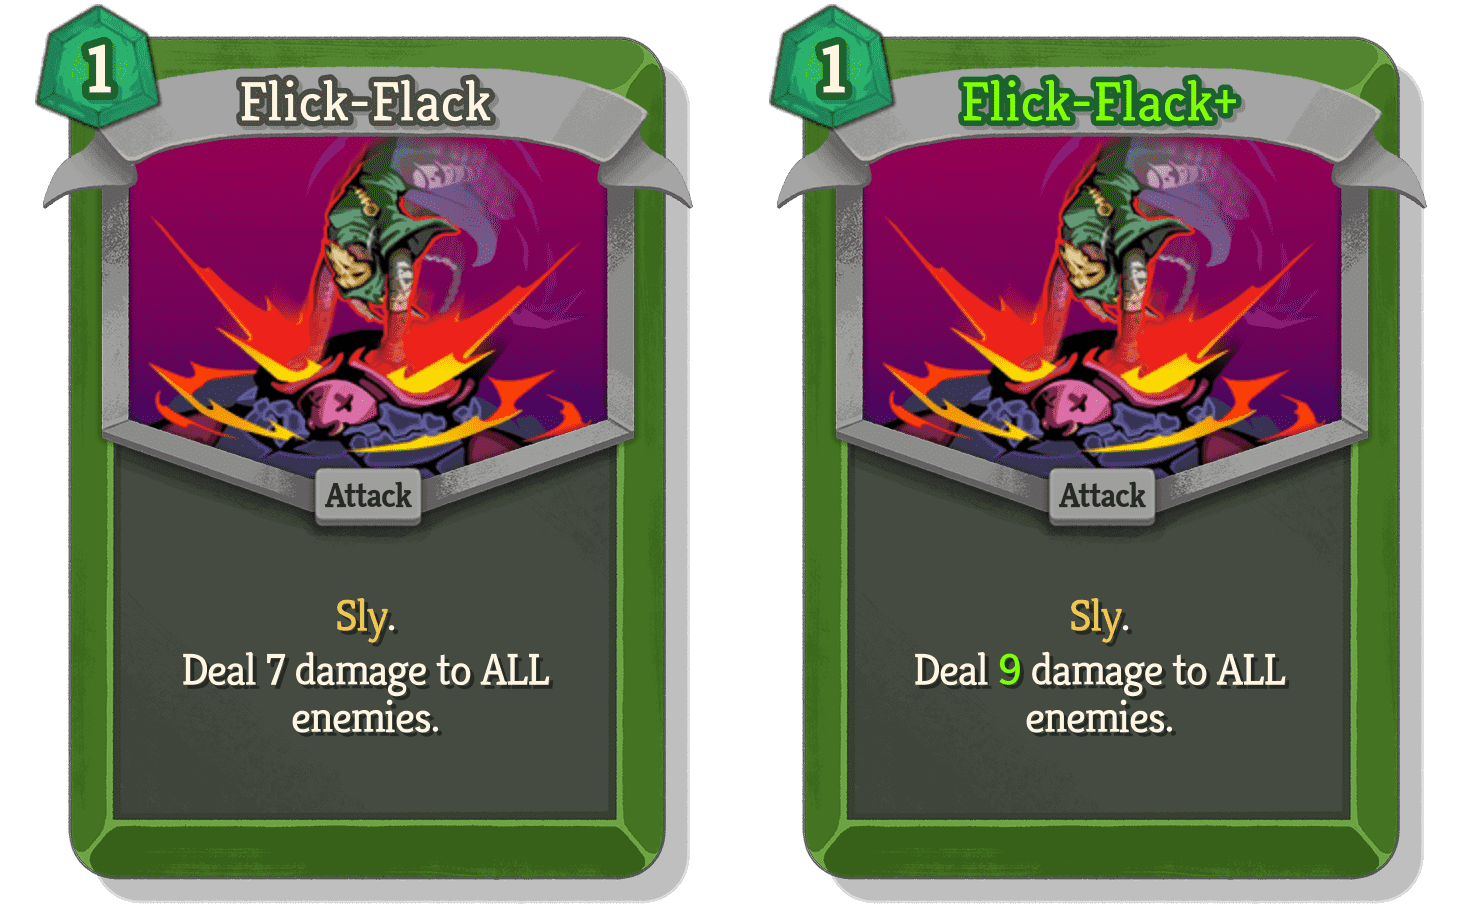 1
Flick-Flack
Attack
Sly.
Deal 7 damage to ALL
enemies.
1
Flick-Flack+
Attack
Sly.
Deal 9 damage to ALL
enemies.